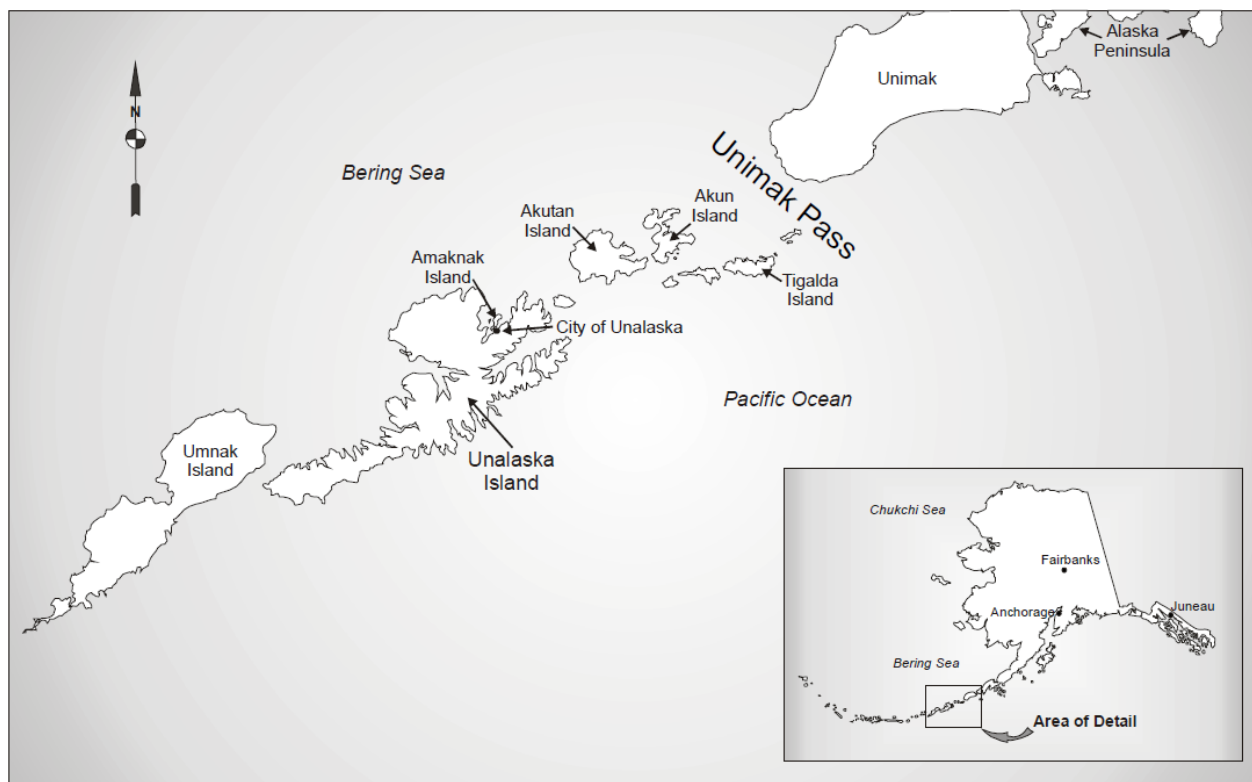 Alaska
Peninsula
Unimak
N
Bering Sea
Unimak Pass
Akun
Island
Akutan
Island
Amaknak
Island
Tigalda
Island
City of Unalaska
Pacific Ocean
Umnak
Island
Unalaska
Island
Chukchi Sea
Fairbanks
Anchorage
Juneau
Bering Sea
Area of Detail